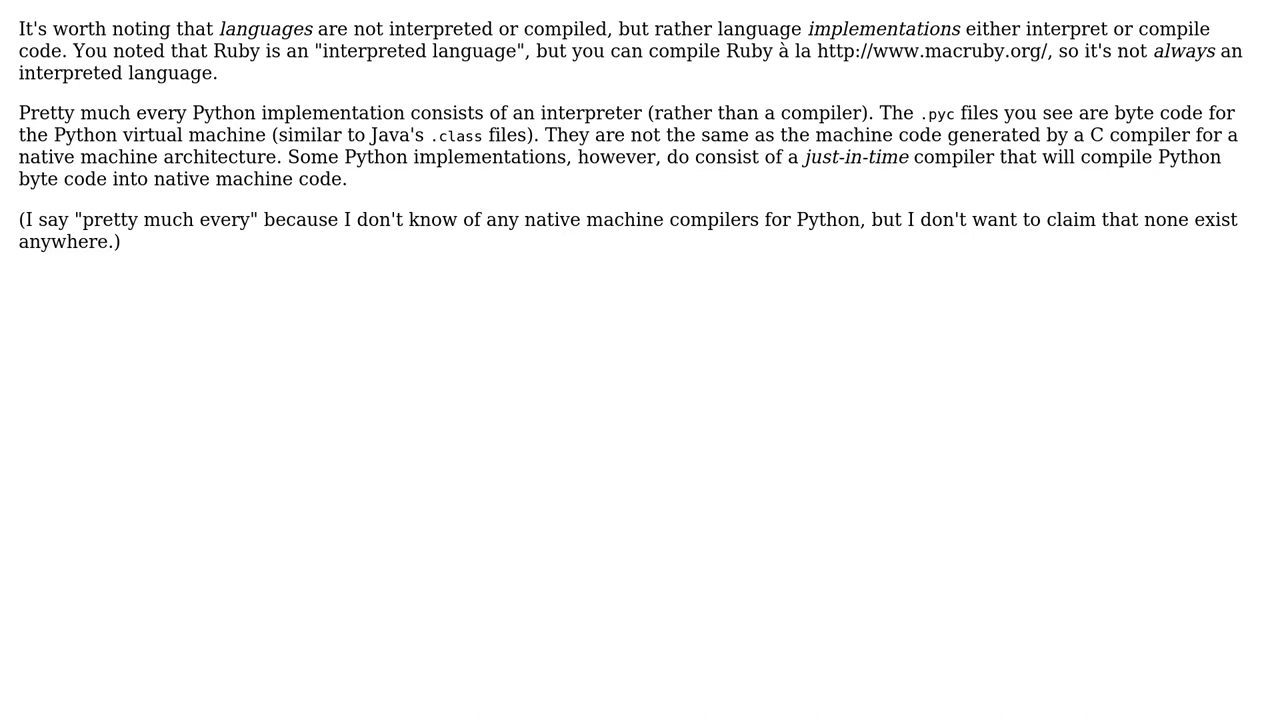 It's worth noting that languages are not interpreted or compiled, but rather language implementations either interpret or compile
code. You noted that Ruby is an "interpreted language", but you can compile Ruby à la http://www.macruby.org/, so it's not always an
interpreted language.
Pretty much every Python implementation consists of an interpreter (rather than a compiler). The .pyc files you see are byte code for
the Python virtual machine (similar to Java's .class files). They are not the same as the machine code generated by a C compiler for a
native machine architecture. Some Python implementations, however, do consist of a just-in-time compiler that will compile Python
byte code into native machine code.
(I say "pretty much every" because I don't know of any native machine compilers for Python, but I don't want to claim that none exist
anywhere.)